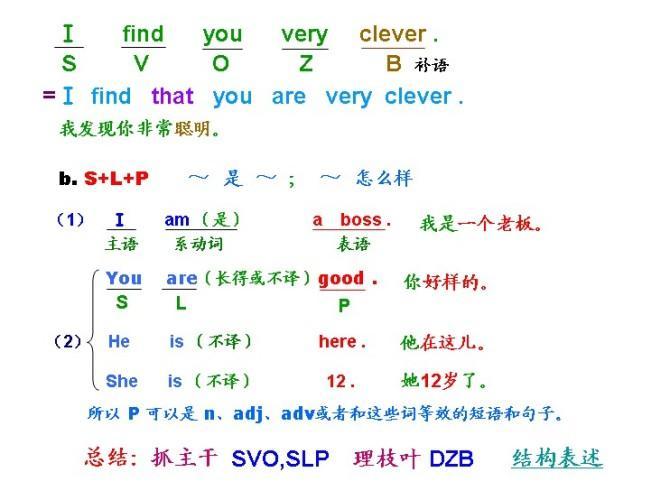 I find you very clever .
S V O Z B 补语
= I find that you are very clever .
我发现你非常聪明。
b. S+L+P ～ 是 ～ ； ～ 怎么样
（1） I am（是） a boss . 我是一个老板。
主语 系动词 表语
You are（长得或不译）good . 你好样的。
S L P
（2） He is（不译） here . 他在这儿。
She is（不译） 12 . 她12岁了。
所以 P 可以是 n、adj、adv或者和这些词等效的短语和句子。
总结：抓主干 SVO,SLP 理枝叶 DZB 结构表述